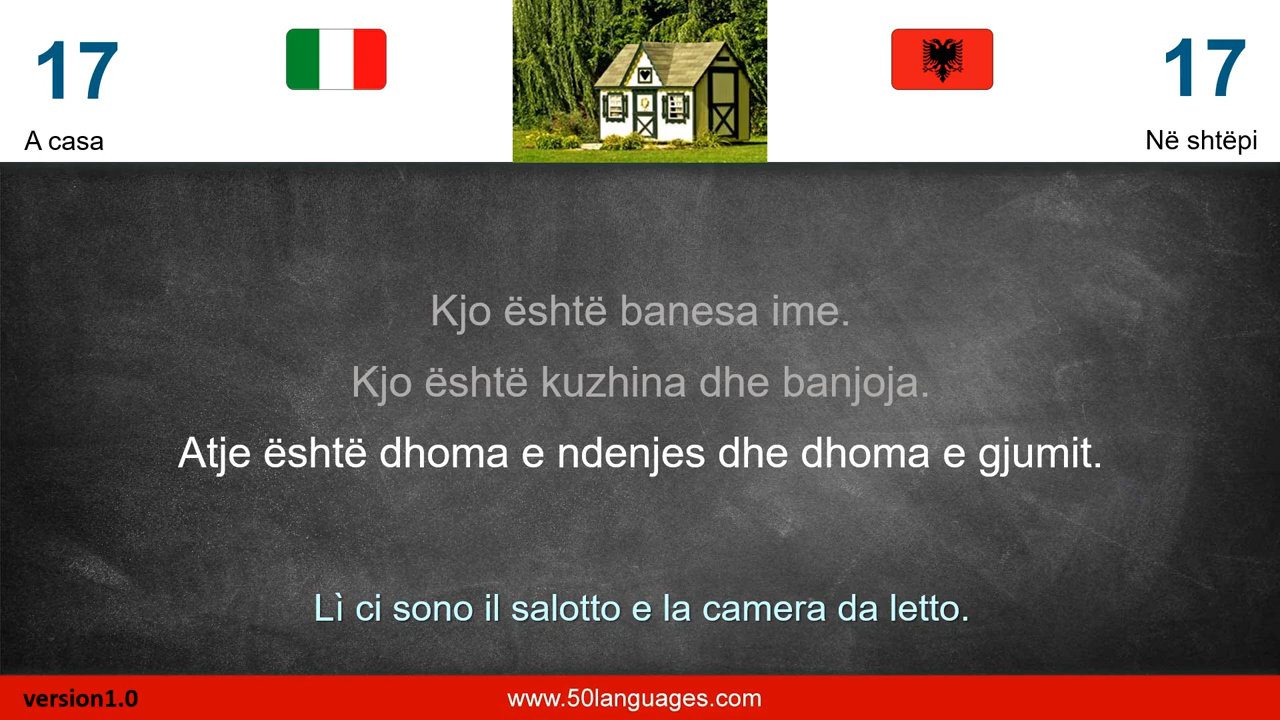 17
17
A casa
Në shtëpi
Kjo është banesa ime.
Kjo është kuzhina dhe banjoja.
Atje është dhoma e ndenjes dhe dhoma e gjumit.
Lì ci sono il salotto e la camera da letto.
version1.0
www.50languages.com